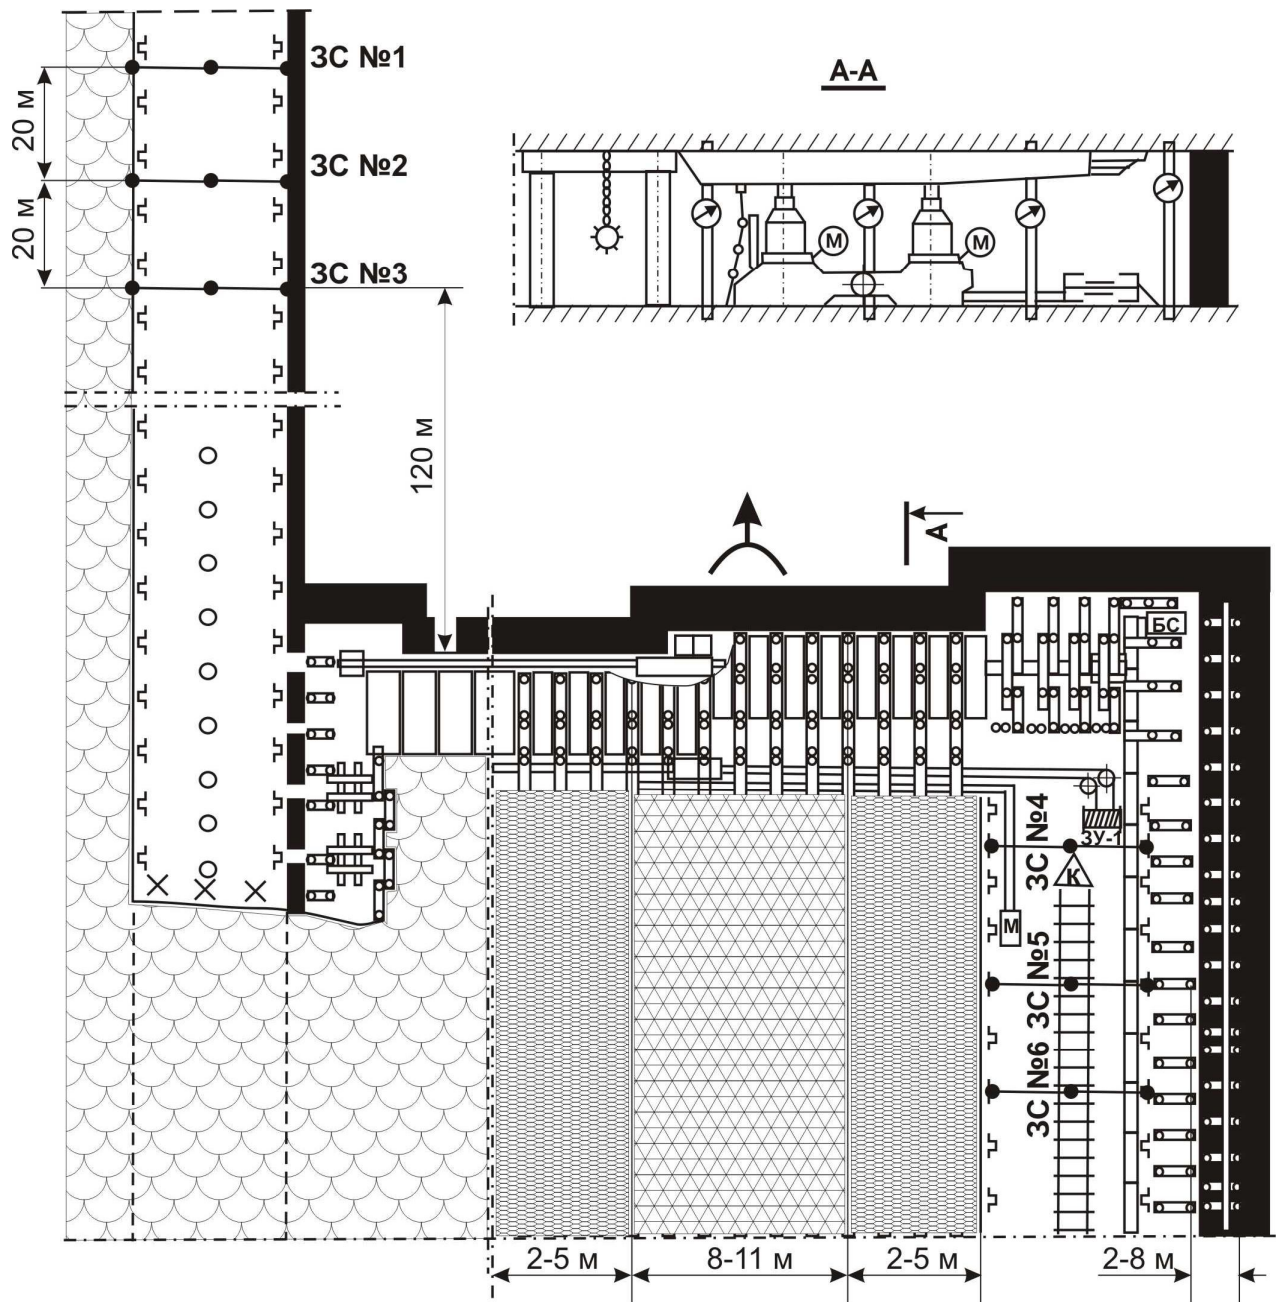 ЗС №1
А-А
20 м
ЗС №2
20 м
ЗС №3
М
М
120 м
А
БС
ЗС №4
ЗУ-1
К
М
ЗС №5
ЗС №6
2-5 м
8-11 м
2-5 м
2-8 м